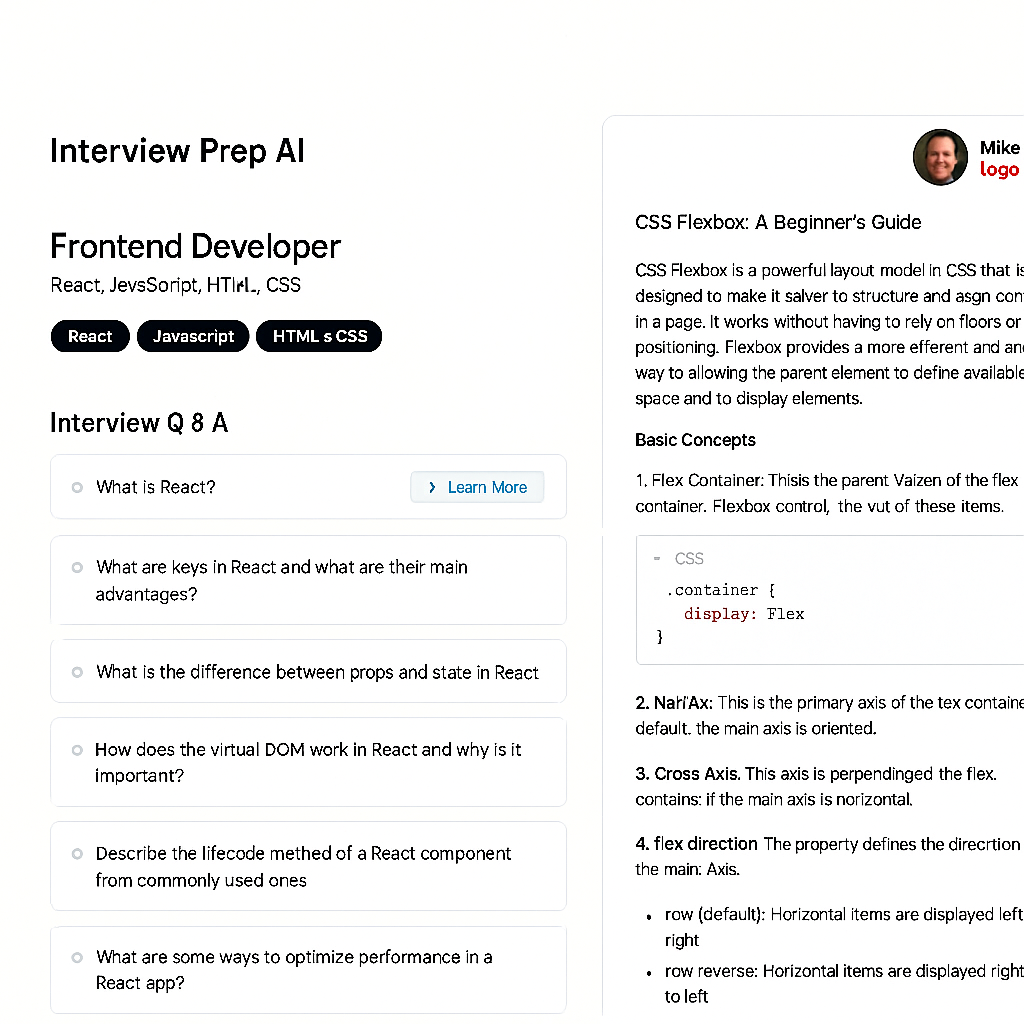 Interview Prep AI
Frontend Developer
React, JevsSoript, HTML, CSS
React
Javascript
HTML s CSS
Interview Q 8 A
What is React?
› Learn More
What are keys in React and what are their main
advantages?
What is the difference between props and state in React
How does the virtual DOM work in React and why is it
important?
Describe the lifecode methed of a React component
from commonly used ones
What are some ways to optimize performance in a
React app?
Mike
logo
CSS Flexbox: A Beginner's Guide
CSS Flexbox is a powerful layout model in CSS that is
designed to make it salver to structure and asgn con
in a page. It works without having to rely on floors or
positioning. Flexbox provides a more efferent and an
way to allowing the parent element to define available
space and to display elements.
Basic Concepts
1. Flex Container: Thisis the parent Vaizen of the flex
container. Flexbox control, the vut of these items.
- CSS
.container {
display: Flex
}
2. Nari'Ax: This is the primary axis of the tex containe
default. the main axis is oriented.
3. Cross Axis. This axis is perpendinged the flex.
contains: if the main axis is norizontal.
4. flex direction The property defines the direcrtion
the main: Axis.
• row (default): Horizontal items are displayed left
right
• row reverse: Horizontal items are displayed right
to left